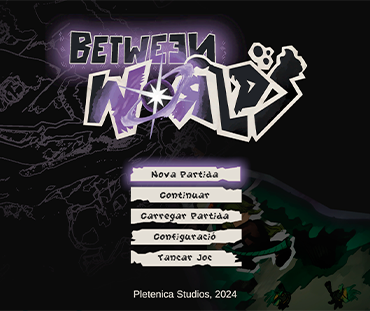 BETWEEN
WORLDS
Nova Partida
Continuar
Carregar Partida
Configuració
Tancar Joc
Pletenica Studios, 2024